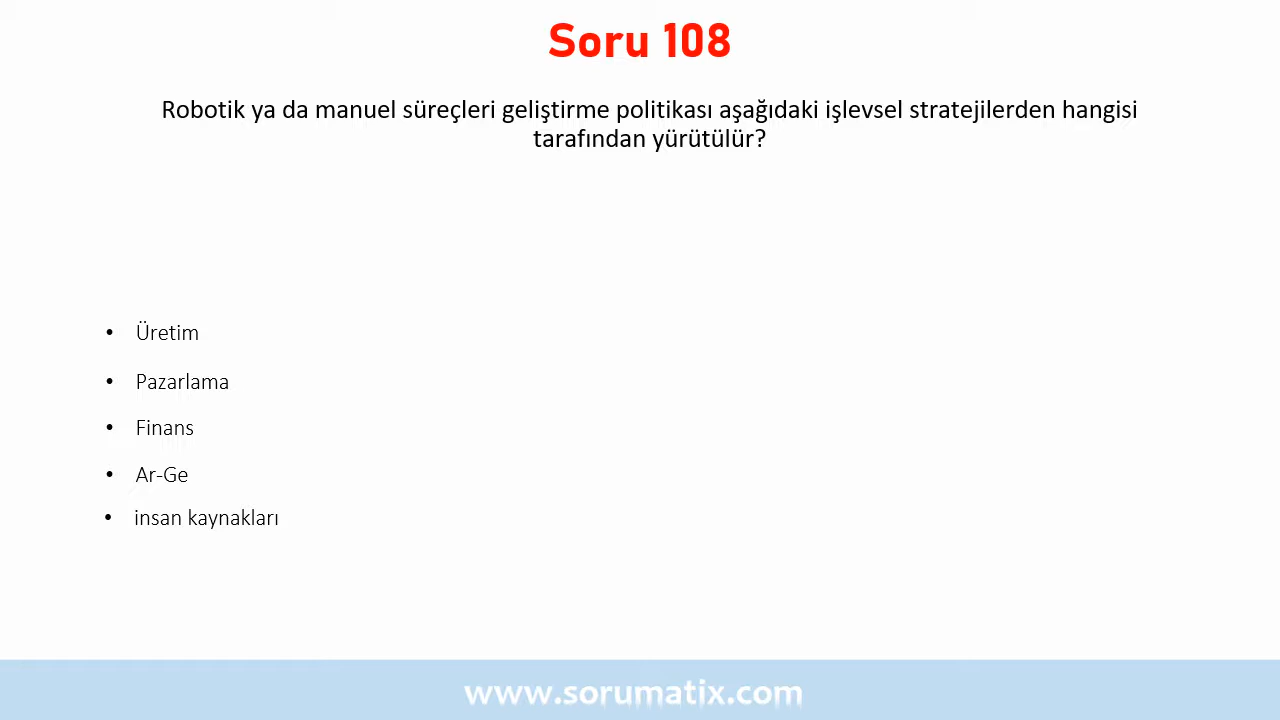 Soru 108
Robotik ya da manuel süreçleri geliştirme politikası aşağıdaki işlevsel stratejilerden hangisi
tarafından yürütülür?
• Üretim
• Pazarlama
• Finans
• Ar-Ge
• insan kaynakları
www.sorumatix.com